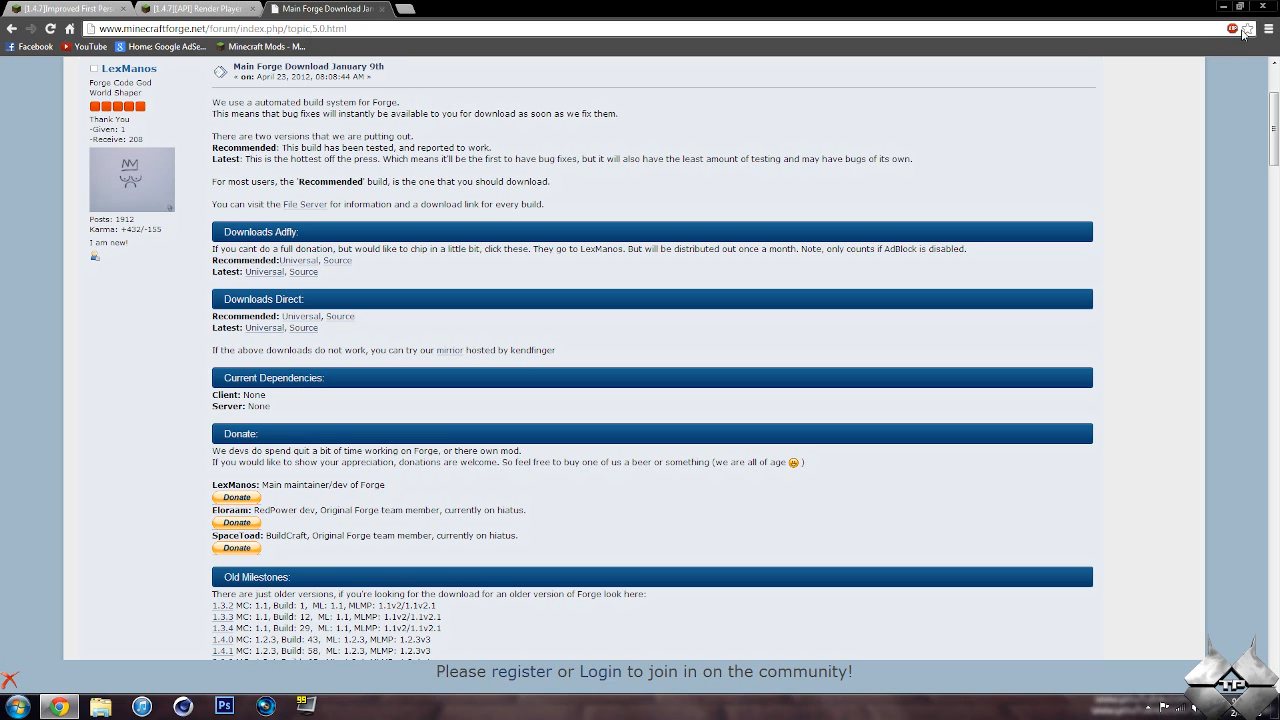 [1.4.7]Improved First Pers
[1.4.7][API] Render Player
Main Forge Download Jan
www.minecraftforge.net/forum/index.php/topic,5.0.html
Facebook
YouTube
Home: Google AdSe...
Minecraft Mods - M...
LexManos
Forge Code God
World Shaper
Thank You
-Given: 1
-Receive: 208
Posts: 1912
Karma: +432/-155
I am new!
Main Forge Download January 9th
« on: April 23, 2012, 08:08:44 AM »
We use a automated build system for Forge.
This means that bug fixes will instantly be available to you for download as soon as we fix them.
There are two versions that we are putting out.
Recommended: This build has been tested, and reported to work.
Latest: This is the hottest off the press. Which means it'll be the first to have bug fixes, but it will also have the least amount of testing and may have bugs of its own.
For most users, the 'Recommended' build, is the one that you should download.
You can visit the File Server for information and a download link for every build.
Downloads Adfly:
If you cant do a full donation, but would like to chip in a little bit, click these. They go to LexManos. But will be distributed out once a month. Note, only counts if AdBlock is disabled.
Recommended:Universal, Source
Latest: Universal, Source
Downloads Direct:
Recommended: Universal, Source
Latest: Universal, Source
If the above downloads do not work, you can try our mirrior hosted by kendfinger
Current Dependencies:
Client: None
Server: None
Donate:
We devs do spend quit a bit of time working on Forge, or there own mod.
If you would like to show your appreciation, donations are welcome. So feel free to buy one of us a beer or something (we are all of age )
LexManos: Main maintainer/dev of Forge
Donate
Eloraam: RedPower dev, Original Forge team member, currently on hiatus.
Donate
SpaceToad: BuildCraft, Original Forge team member, currently on hiatus.
Donate
Old Milestones:
There are just older versions, if you're looking for the download for an older version of Forge look here:
1.3.2 MC: 1.1, Build: 1, ML: 1.1, MLMP: 1.1v2/1.1v2.1
1.3.3 MC: 1.1, Build: 12, ML: 1.1, MLMP: 1.1v2/1.1v2.1
1.3.4 MC: 1.1, Build: 29, ML: 1.1, MLMP: 1.1v2/1.1v2.1
1.4.0 MC: 1.2.3, Build: 43, ML: 1.2.3, MLMP: 1.2.3v3
1.4.1 MC: 1.2.3, Build: 58, ML: 1.2.3, MLMP: 1.2.3v3
Please register or Login to join in on the community!
Ps
99